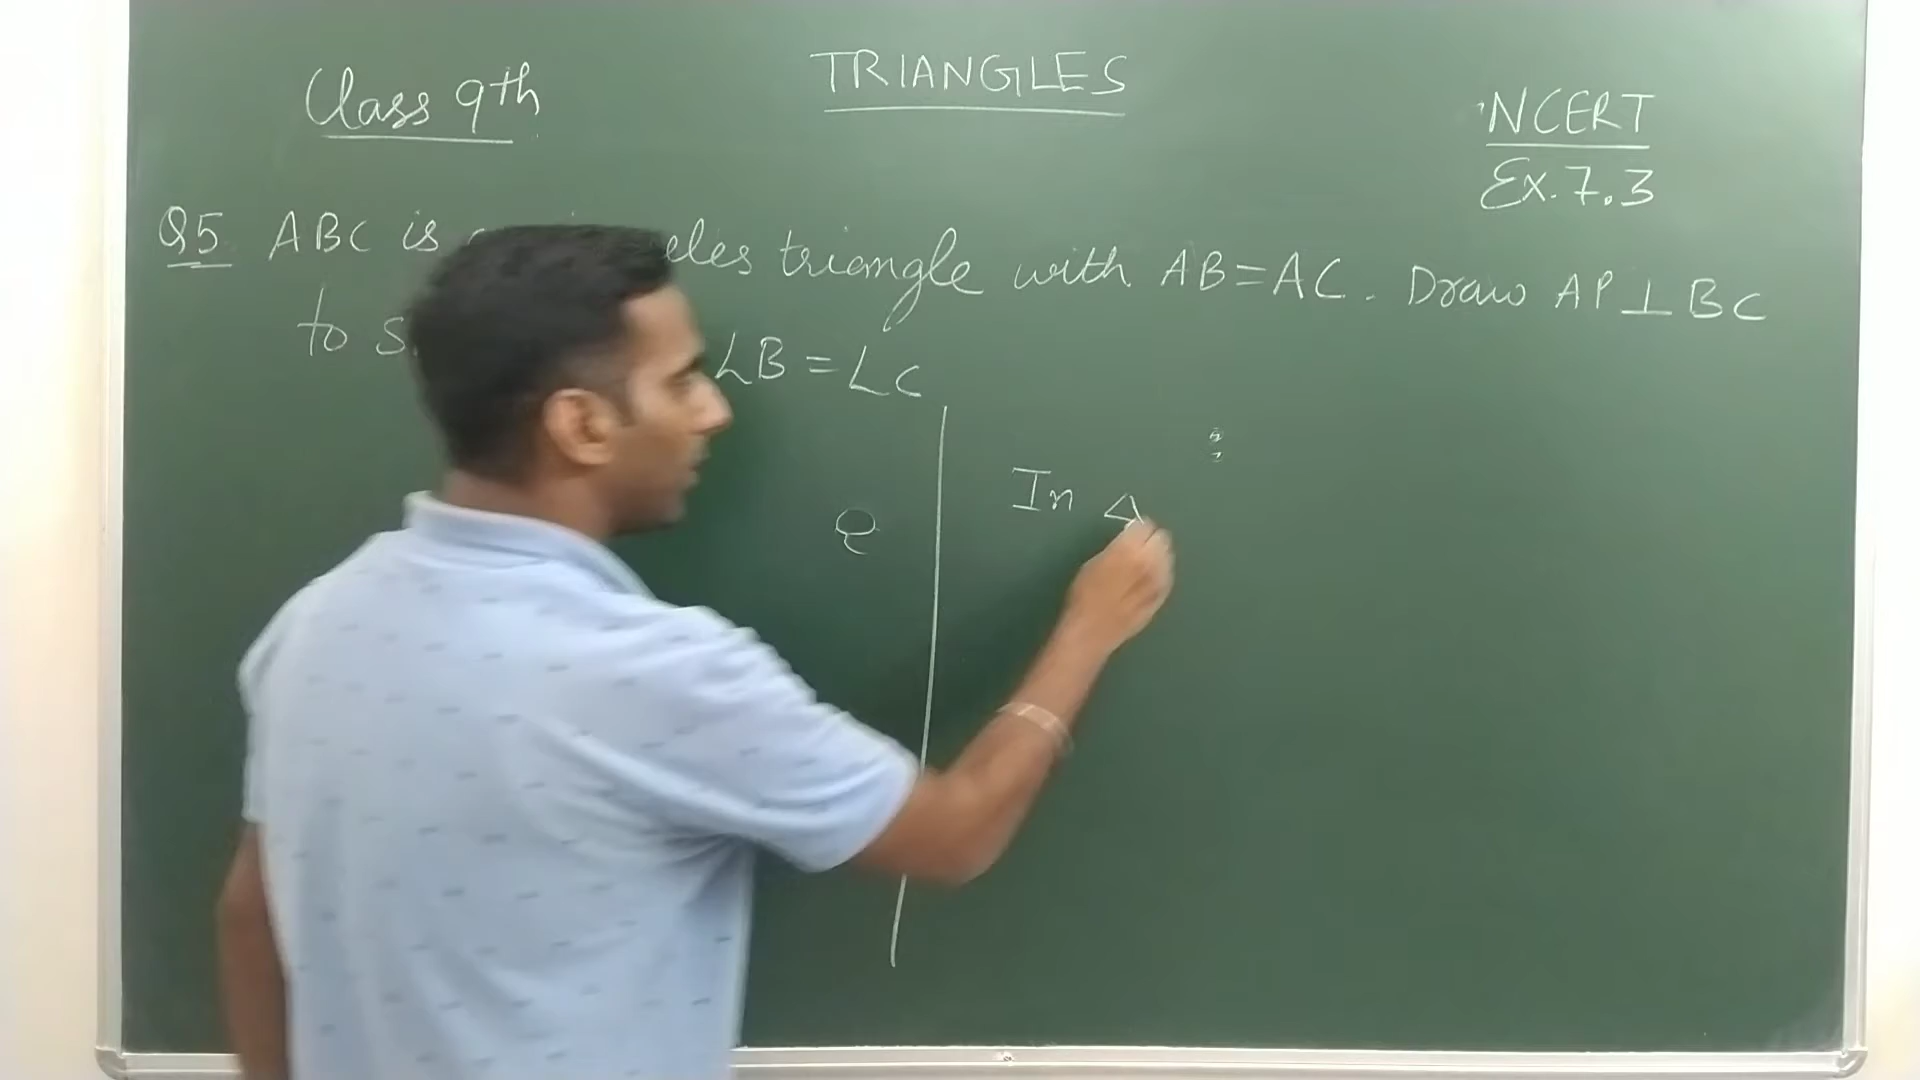 Class 9th
TRIANGLES
NCERT
Ex. 7.3
Q5 ABC is triangle with AB = AC. Draw AP ⊥ BC
to ∠B = ∠C
In Δ